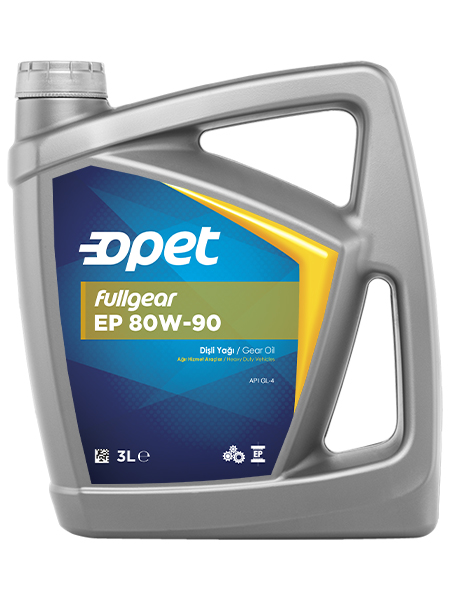 opet
fullgear
EP 80W-90
Dişli Yağı / Gear Oil
Ağır Hizmet Araçlar / Heavy Duty Vehicles
API GL-4
3L℮
EP